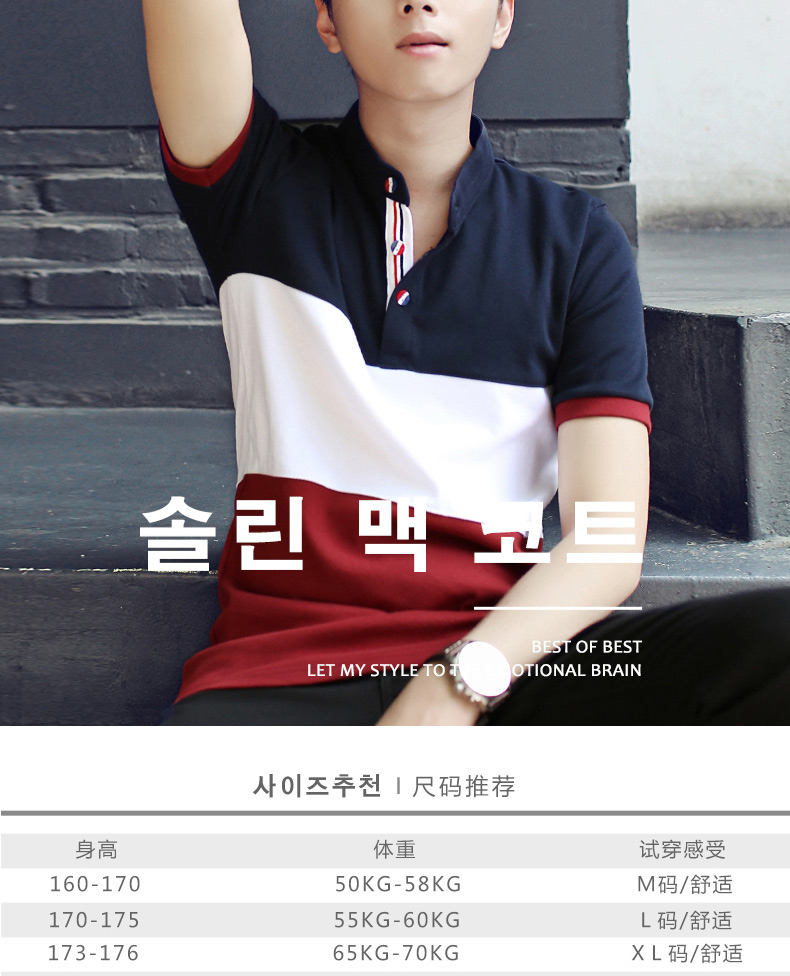 솔린 맥 코트
BEST OF BEST
LET MY STYLE TO THE EMOTIONAL BRAIN
사이즈추천 | 尺码推荐
身高 体重 试穿感受
160-170 50KG-58KG M码/舒适
170-175 55KG-60KG L码/舒适
173-176 65KG-70KG XL码/舒适